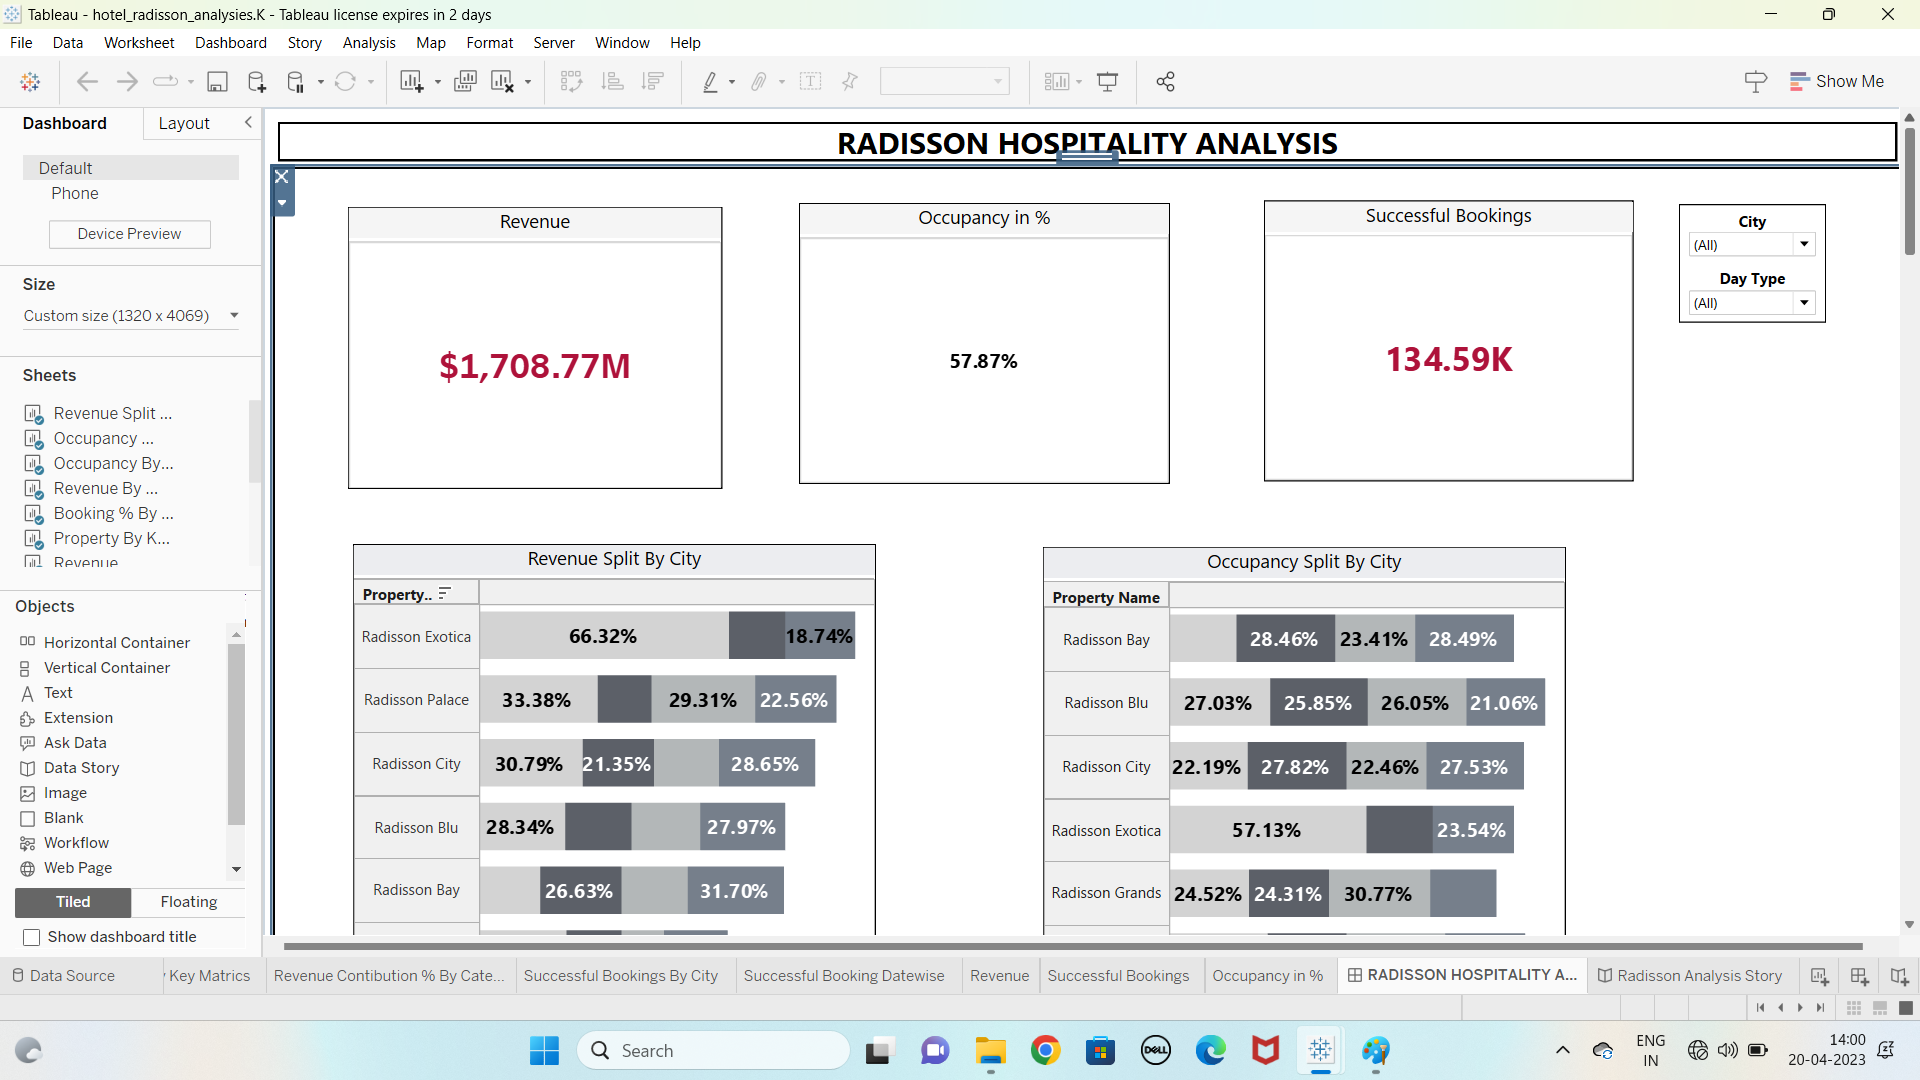 Tableau - hotel_radisson_analysies.K - Tableau license expires in 2 days
File Data Worksheet Dashboard Story Analysis Map Format Server Window Help
Show Me
Dashboard Layout
Default
Phone
Device Preview
Size
Custom size (1320 x 4069)
Sheets
Revenue Split ...
Occupancy ...
Occupancy By...
Revenue By ...
Booking % By ...
Property By K...
Revenue
Objects
Horizontal Container
Vertical Container
Text
Extension
Ask Data
Data Story
Image
Blank
Workflow
Web Page
Tiled Floating
Show dashboard title
RADISSON HOSPITALITY ANALYSIS
Revenue
$1,708.77M
Occupancy in %
57.87%
Successful Bookings
134.59K
City
(All)
Day Type
(All)
Revenue Split By City
Property..
Radisson Exotica 66.32% 18.74%
Radisson Palace 33.38% 29.31% 22.56%
Radisson City 30.79% 21.35% 28.65%
Radisson Blu 28.34% 27.97%
Radisson Bay 26.63% 31.70%
Occupancy Split By City
Property Name
Radisson Bay 28.46% 23.41% 28.49%
Radisson Blu 27.03% 25.85% 26.05% 21.06%
Radisson City 22.19% 27.82% 22.46% 27.53%
Radisson Exotica 57.13% 23.54%
Radisson Grands 24.52% 24.31% 30.77%
Data Source Key Metrics Revenue Contibution % By Cate... Successful Bookings By City Successful Booking Datewise Revenue Successful Bookings Occupancy in % RADISSON HOSPITALITY A... Radisson Analysis Story
Search
DELL
ENG
IN
14:00
20-04-2023